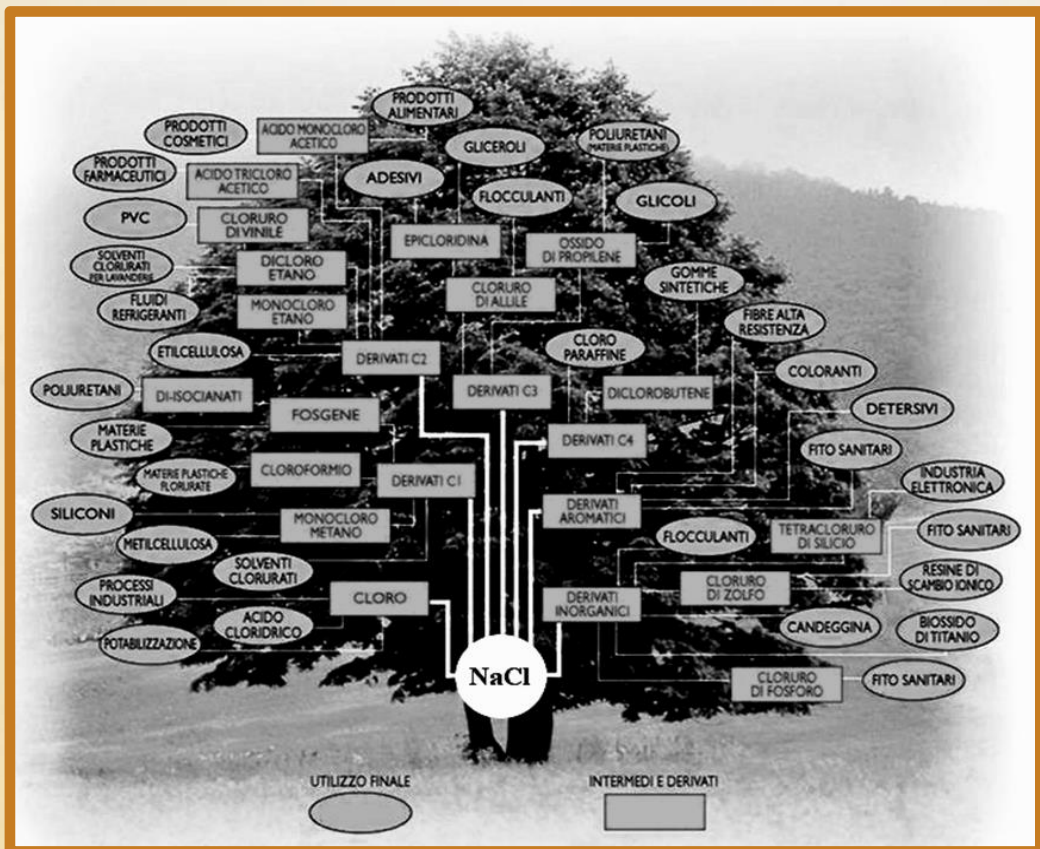 PRODOTTI
ALIMENTARI
PRODOTTI
COSMETICI
ACIDO MONOCLORO
ACETICO
GLICEROLI
POLIURETANI
(MATERIE PLASTICHE)
PRODOTTI
FARMACEUTICI
ACIDO TRICLORO
ACETICO
ADESIVI
FLOCCULANTI
GLICOLI
PVC
CLORURO
DI VINILE
EPICLORIDINA
OSSIDO
DI PROPILENE
SOLVENTI
CLORURATI
PER LAVANDERIE
DICLORO
ETANO
CLORURO
DI ALLILE
GOMME
SINTETICHE
FLUIDI
REFRIGERANTI
MONOCLORO
ETANO
FIBRE ALTA
RESISTENZA
ETILCELLULOSA
DERIVATI C2
CLORO
PARAFFINE
COLORANTI
POLIURETANI
DI-ISOCIANATI
DERIVATI C3
DICLOROBUTENE
DETERSIVI
FOSGENE
MATERIE
PLASTICHE
DERIVATI C4
FITO SANITARI
MATERIE PLASTICHE
FLORURATE
CLOROFORMIO
DERIVATI C1
INDUSTRIA
ELETTRONICA
SILICONI
MONOCLORO
METANO
DERIVATI
AROMATICI
TETRACLORURO
DI SILICIO
FITO SANITARI
METILCELLULOSA
FLOCCULANTI
SOLVENTI
CLORURATI
PROCESSI
INDUSTRIALI
CLORO
DERIVATI
INORGANICI
CLORURO
DI ZOLFO
RESINE DI
SCAMBIO IONICO
ACIDO
CLORIDRICO
CANDEGGINA
BIOSSIDO
DI TITANIO
POTABILIZZAZIONE
NaCl
CLORURO
DI FOSFORO
FITO SANITARI
UTILIZZO FINALE
INTERMEDI E DERIVATI